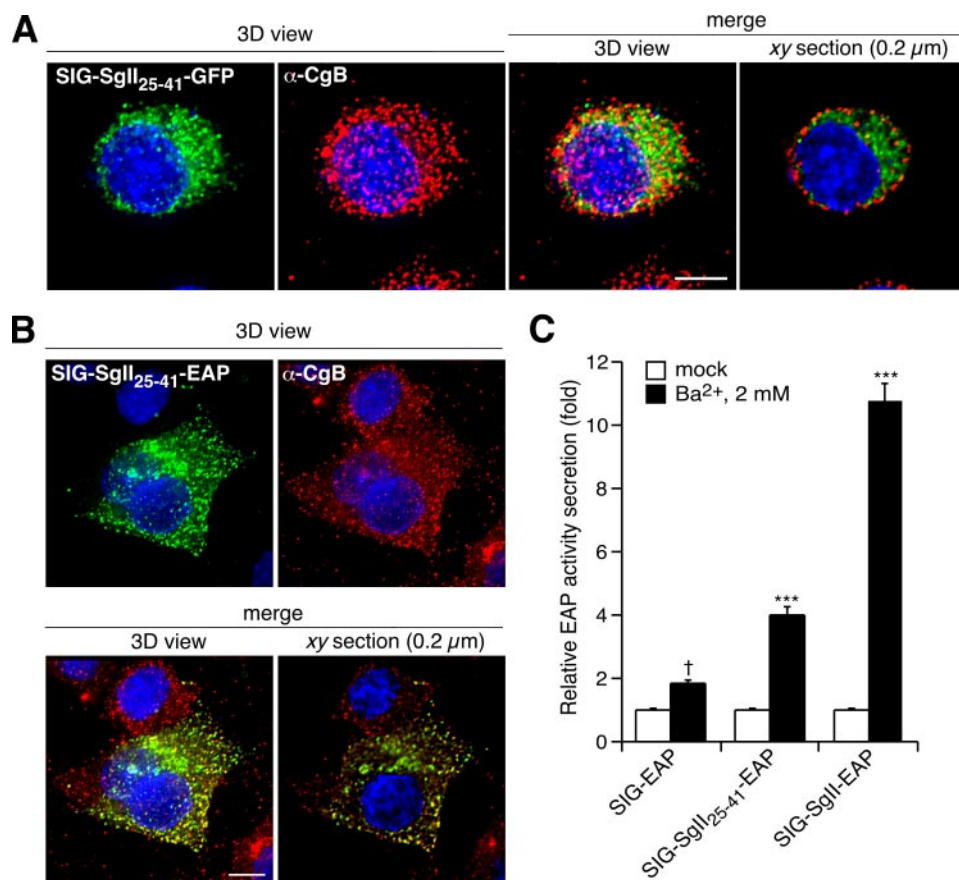 A
3D view
merge
3D view
xy section (0.2 µm)
SIG-SgII25-41-GFP
α-CgB
B
3D view
SIG-SgII25-41-EAP
α-CgB
merge
3D view
xy section (0.2 µm)
C
Relative EAP activity secretion (fold)
12
10
8
6
4
2
0
mock
Ba2+, 2 mM
†
***
***
SIG-EAP
SIG-SgII25-41-EAP
SIG-SgII-EAP